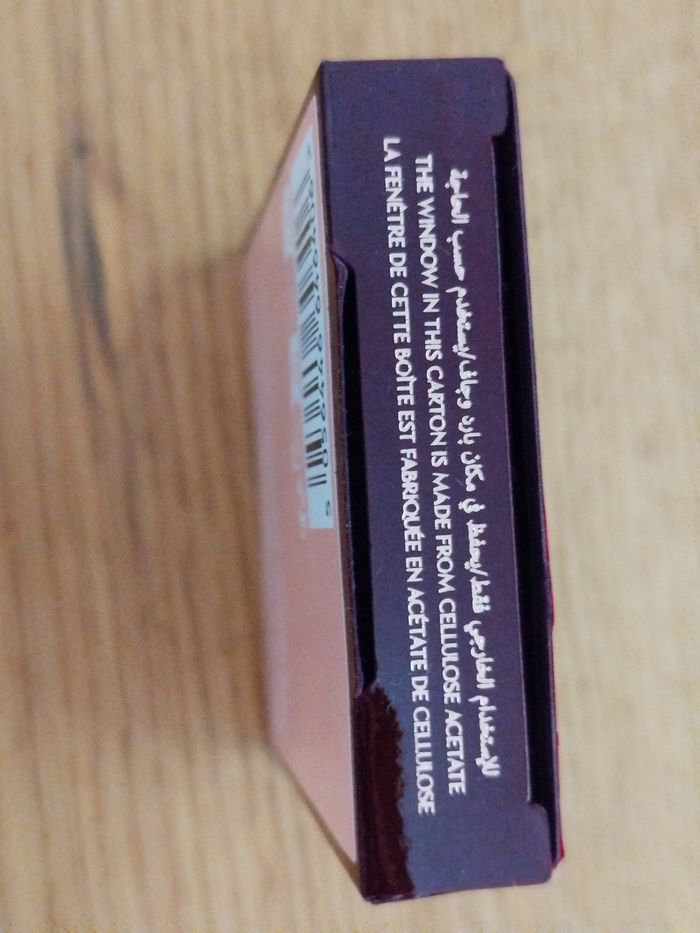 للإستخدام الخارجي فقط/يحفظ في مكان بارد وجاف/يستخدم حسب الحاجة
THE WINDOW IN THIS CARTON IS MADE FROM CELLULOSE ACETATE
LA FENÊTRE DE CETTE BOÎTE EST FABRIQUÉE EN ACÉTATE DE CELLULOSE